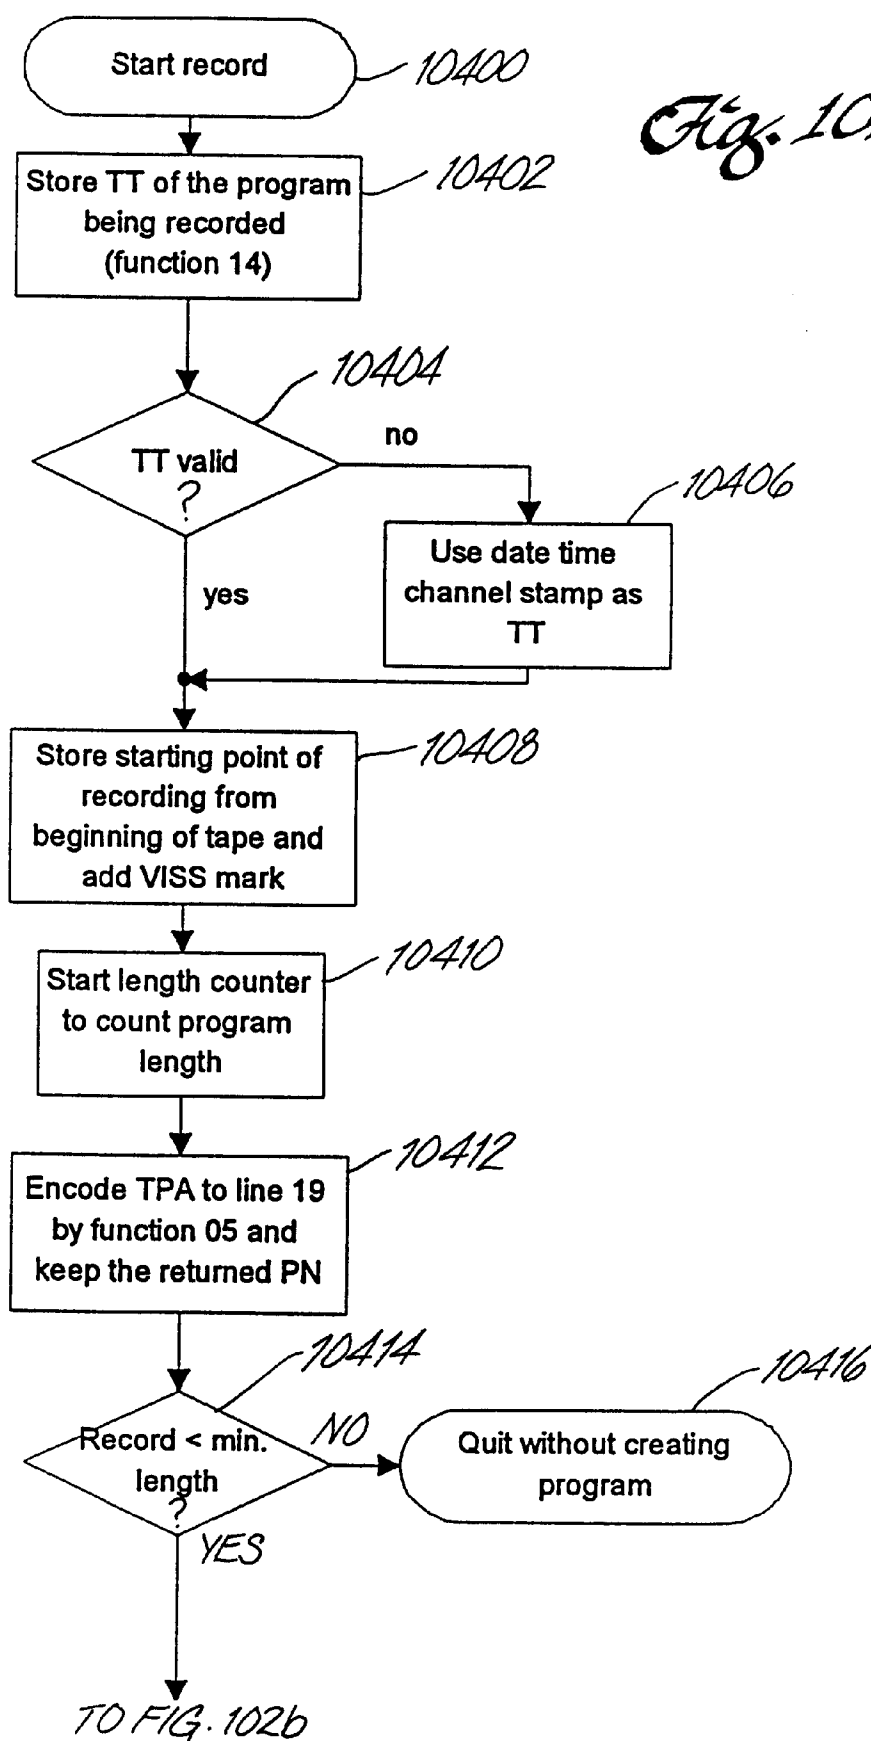 Start record
10400
Fig. 10
Store TT of the program
being recorded
(function 14)
10402
10404
TT valid
?
no
yes
10406
Use date time
channel stamp as
TT
Store starting point of
recording from
beginning of tape and
add VISS mark
10408
Start length counter
to count program
length
10410
Encode TPA to line 19
by function 05 and
keep the returned PN
10412
10414
Record < min.
length
?
NO
YES
10416
Quit without creating
program
TO FIG. 102b